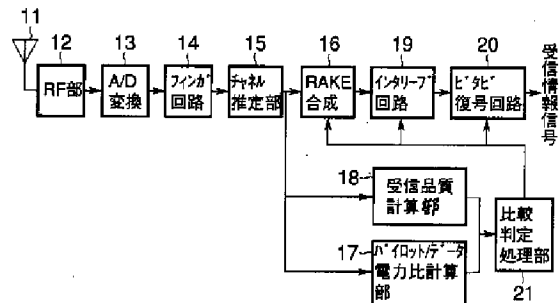 11
12
RF部
13
A/D
変換
14
フィンガ
回路
15
チャネル
推定部
16
RAKE
合成
19
インタリーブ
回路
20
ビタビ
復号回路
受信情報信号
18
受信品質
計算部
17
パイロット/データ
電力比計算
部
比較
判定
処理部
21